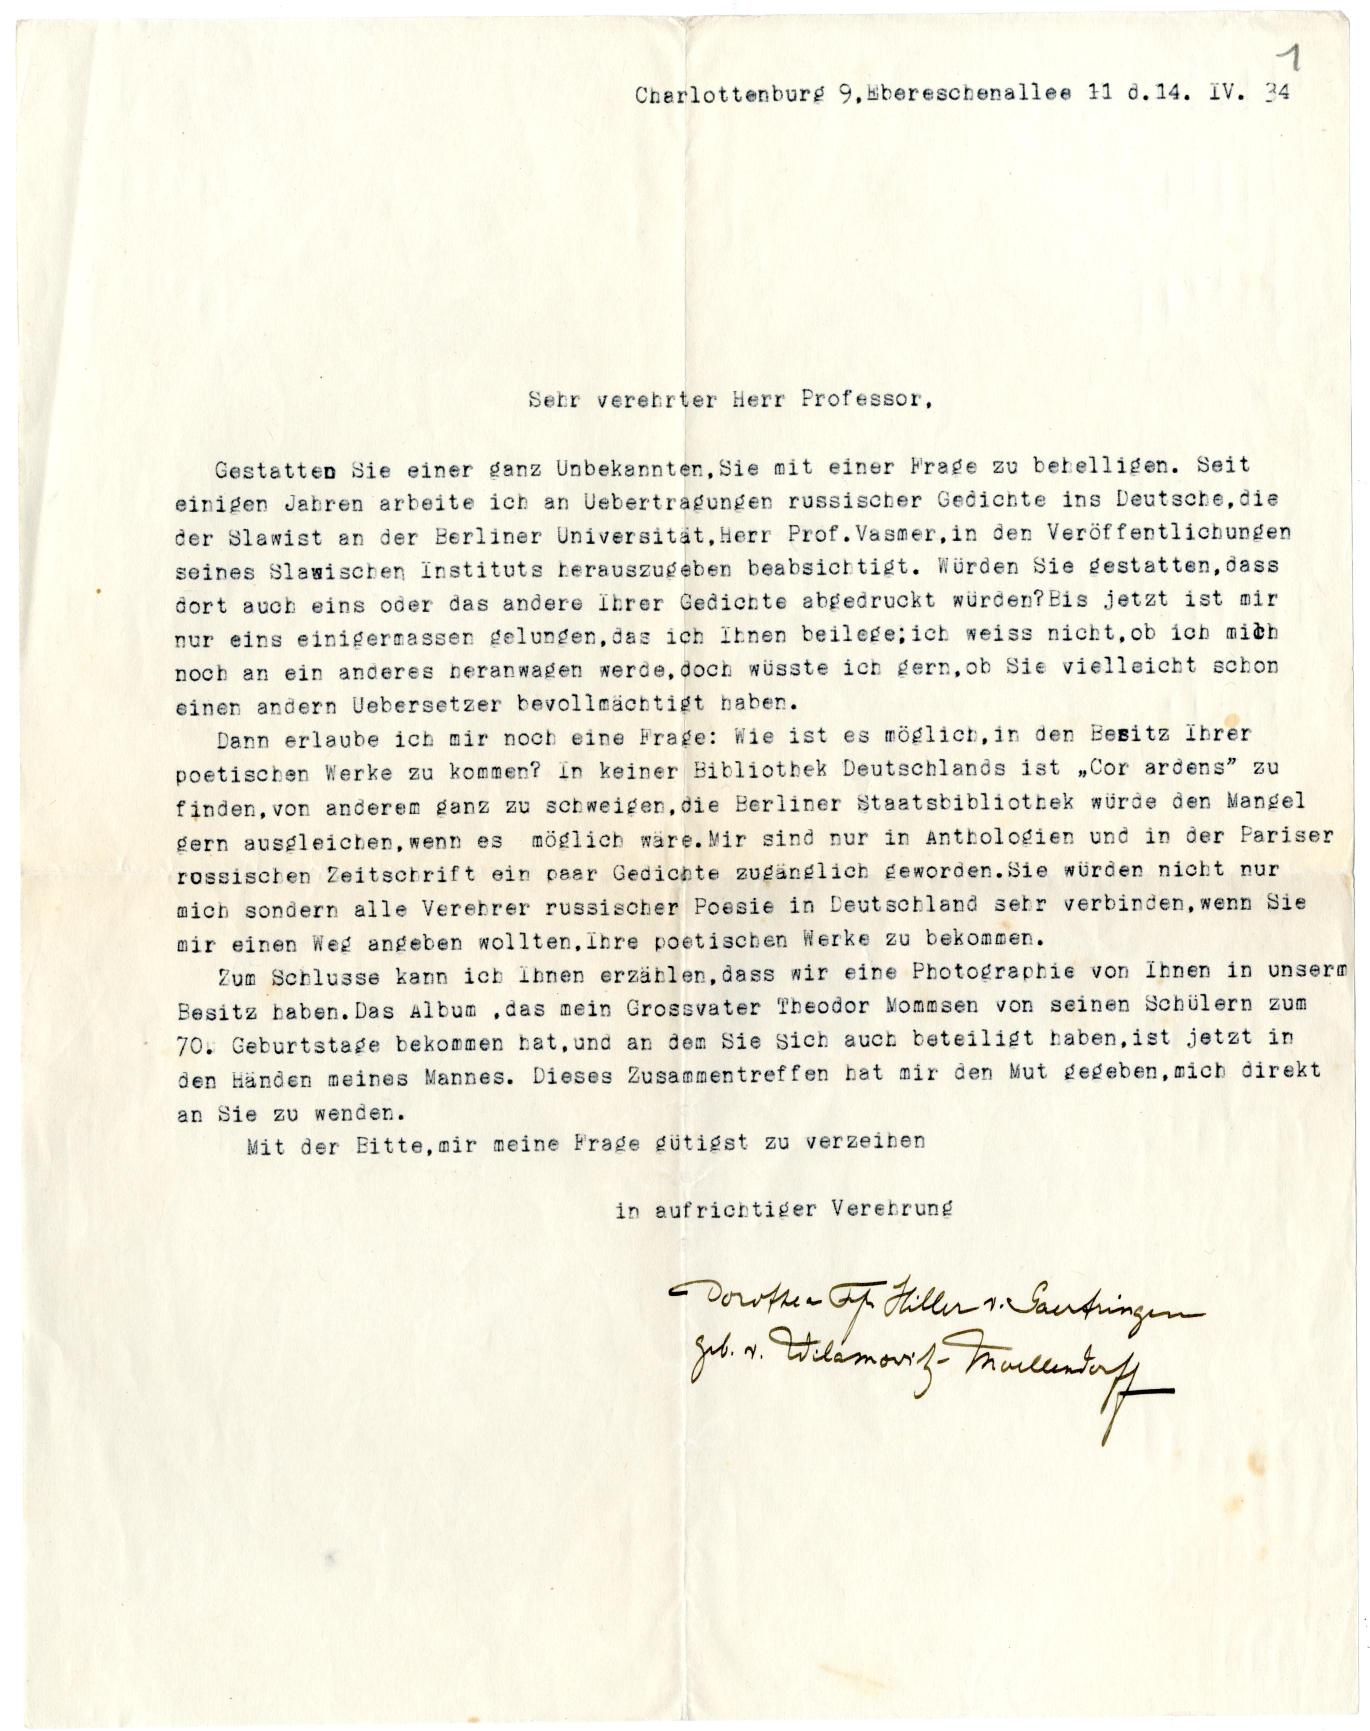 1
Charlottenburg 9,Ebereschenallee 11 d.14. IV. 34
Sehr verehrter Herr Professor,
Gestatten Sie einer ganz Unbekannten,Sie mit einer Frage zu behelligen. Seit
einigen Jahren arbeite ich an Uebertragungen russischer Gedichte ins Deutsche,die
der Slawist an der Berliner Universität,Herr Prof.Vasmer,in den Veröffentlichungen
seines Slawischen Instituts herauszugeben beabsichtigt. Würden Sie gestatten,dass
dort auch eins oder das andere Ihrer Gedichte abgedruckt würden?Bis jetzt ist mir
nur eins einigermassen gelungen,das ich Ihnen beilege;ich weiss nicht,ob ich mich
noch an ein anderes heranwagen werde,doch wüsste ich gern,ob Sie vielleicht schon
einen andern Uebersetzer bevollmächtigt haben.
Dann erlaube ich mir noch eine Frage: Wie ist es möglich,in den Besitz Ihrer
poetischen Werke zu kommen? In keiner Bibliothek Deutschlands ist „Cor ardens” zu
finden,von anderem ganz zu schweigen,die Berliner Staatsbibliothek würde den Mangel
gern ausgleichen,wenn es möglich wäre.Mir sind nur in Anthologien und in der Pariser
russischen Zeitschrift ein paar Gedichte zugänglich geworden.Sie würden nicht nur
mich sondern alle Verehrer russischer Poesie in Deutschland sehr verbinden,wenn Sie
mir einen Weg angeben wollten,Ihre poetischen Werke zu bekommen.
Zum Schlusse kann ich Ihnen erzählen,dass wir eine Photographie von Ihnen in unserm
Besitz haben.Das Album ,das mein Grossvater Theodor Mommsen von seinen Schülern zum
70. Geburtstage bekommen hat,und an dem Sie Sich auch beteiligt haben,ist jetzt in
den Händen meines Mannes. Dieses Zusammentreffen hat mir den Mut gegeben,mich direkt
an Sie zu wenden.
Mit der Bitte,mir meine Frage gütigst zu verzeihen
in aufrichtiger Verehrung
Dorothea Frfr Hiller v. Gaertringen
geb. v. Wilamowitz-Moellendorff